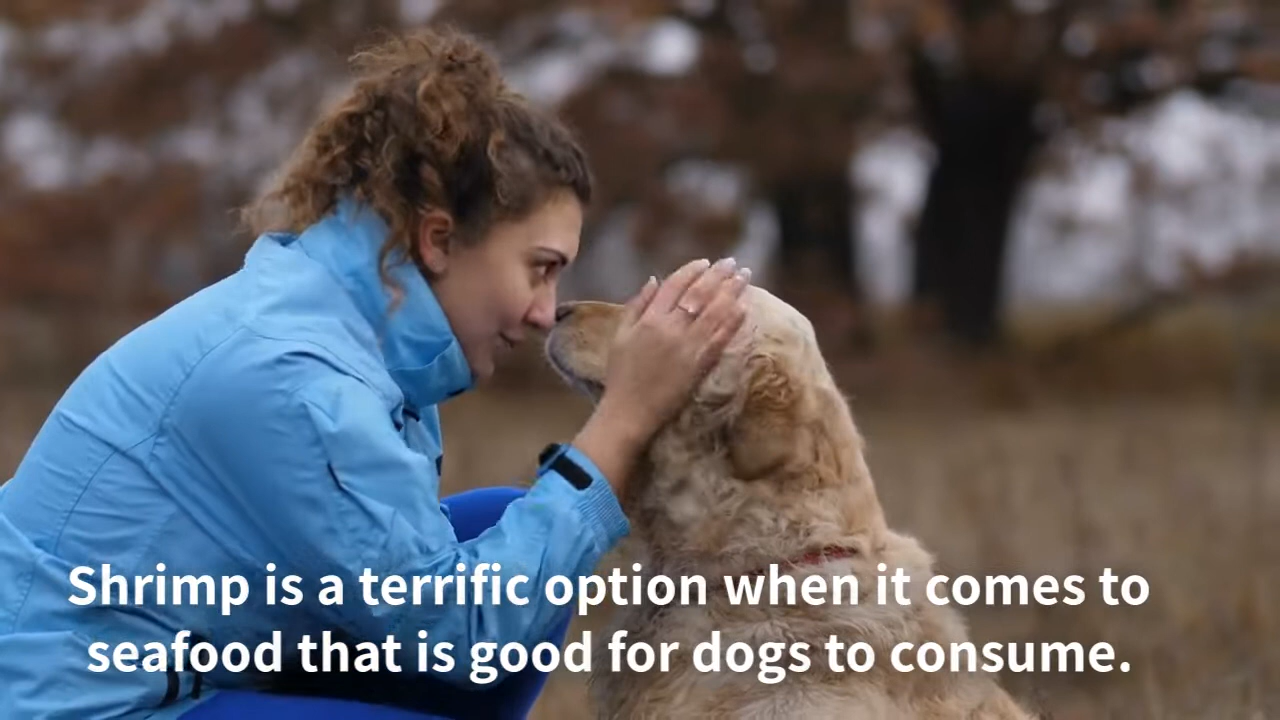 Shrimp is a terrific option when it comes to
seafood that is good for dogs to consume.